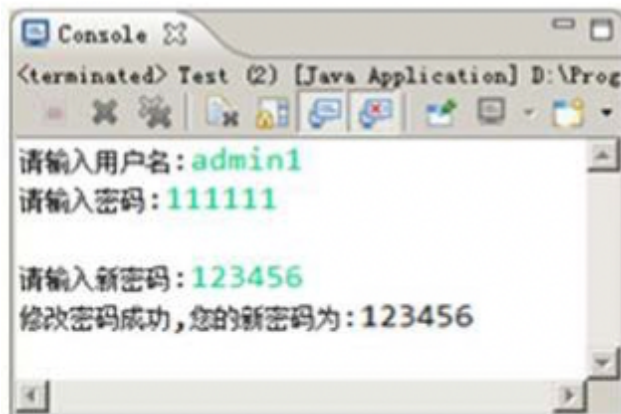 Console
<terminated> Test (2) [Java Application] D:\Prog
请输入用户名:admin1
请输入密码:111111
请输入新密码:123456
修改密码成功,您的新密码为:123456